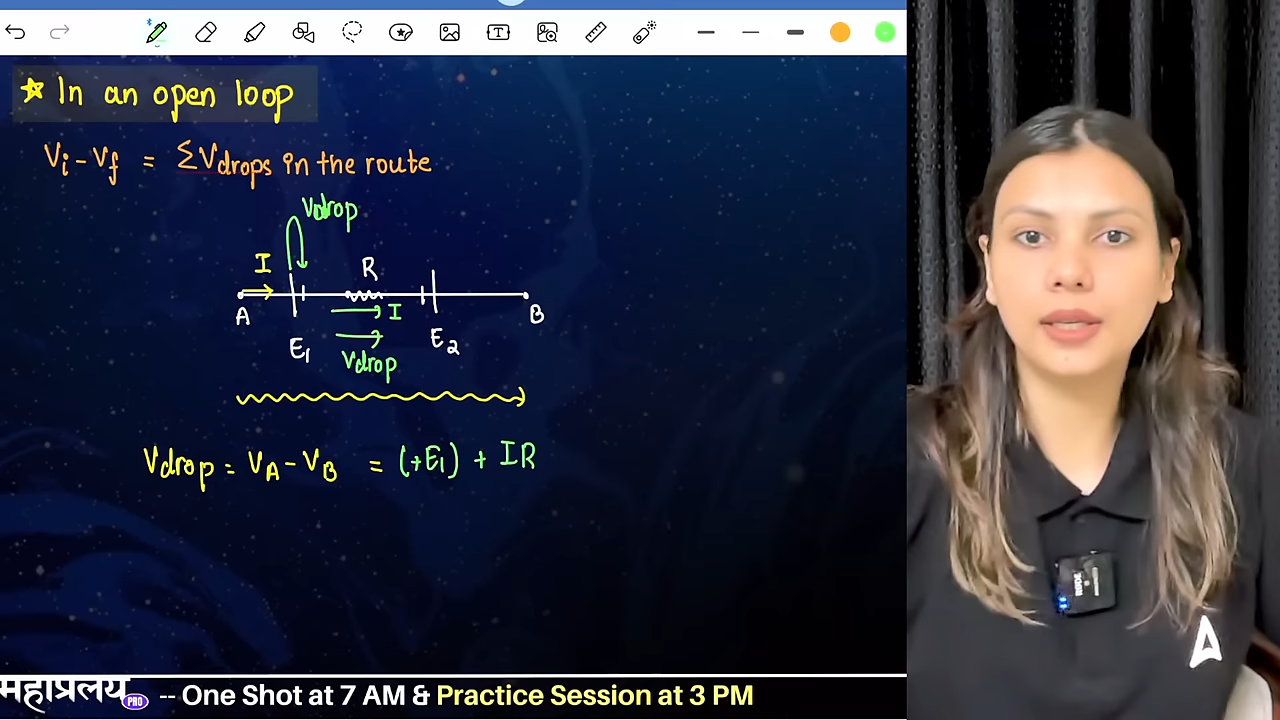 ☆ In an open loop
Vi - Vf = ΣVdrops in the route
Vdrop
I
R
A
I
B
E1
E2
Vdrop
Vdrop = VA - VB = (+E1) + IR
महाप्रलय PRO -- One Shot at 7 AM & Practice Session at 3 PM